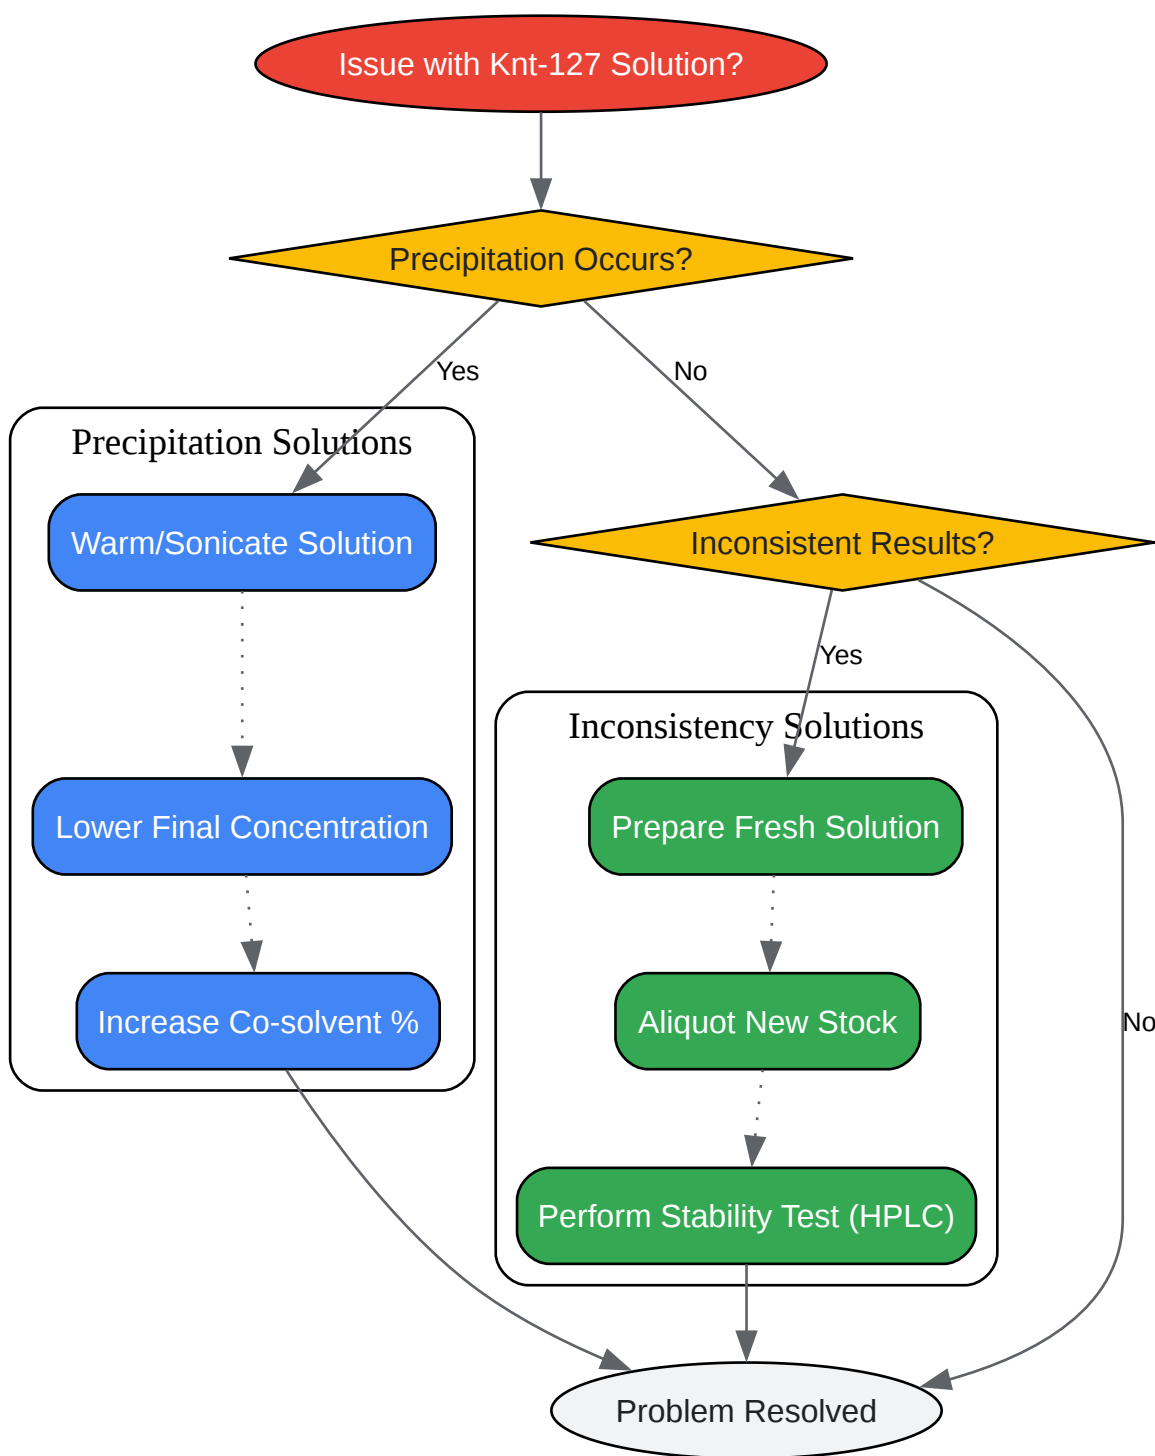 Issue with Knt-127 Solution?
Precipitation Occurs?
Yes
No
Precipitation Solutions
Warm/Sonicate Solution
Inconsistent Results?
Yes
Inconsistency Solutions
Lower Final Concentration
Prepare Fresh Solution
Increase Co-solvent %
Aliquot New Stock
No
Perform Stability Test (HPLC)
Problem Resolved